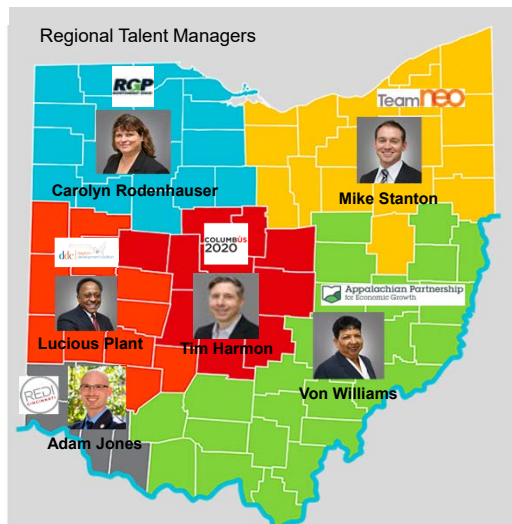 Regional Talent Managers
RGP
Team neo
Carolyn Rodenhauser
Mike Stanton
COLUMBUS
2020
ddc
Appalachian Partnership
for Economic Growth
Lucious Plant
Tim Harmon
Von Williams
REDI
CINCINNATI
Adam Jones